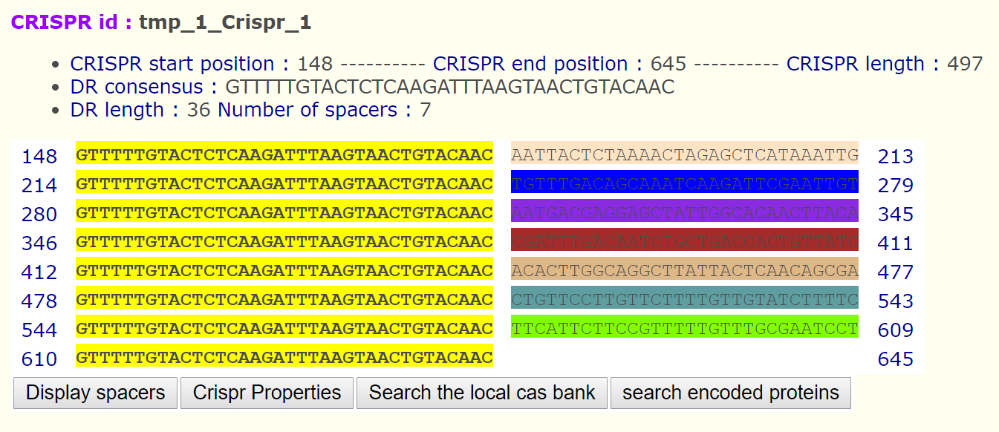 CRISPR id : tmp_1_Crispr_1
• CRISPR start position : 148 ---------- CRISPR end position : 645 ---------- CRISPR length : 497
• DR consensus : GTTTTTGTACTCTCAAGATTTAAGTAACTGTACAAC
• DR length : 36 Number of spacers : 7
148 GTTTTTGTACTCTCAAGATTTAAGTAACTGTACAAC AATTACTCTAAAACTAGAGCTCATAAATTG 213
214 GTTTTTGTACTCTCAAGATTTAAGTAACTGTACAAC TGTTTGACAGCAAATCAAGATTCGAATTGT 279
280 GTTTTTGTACTCTCAAGATTTAAGTAACTGTACAAC AATGACGAGGAGCTATTGGCACAACTTACA 345
346 GTTTTTGTACTCTCAAGATTTAAGTAACTGTACAAC CGATTTGACAATCTGCTGACCACTGTTATC 411
412 GTTTTTGTACTCTCAAGATTTAAGTAACTGTACAAC ACACTTGGCAGGCTTATTACTCAACAGCGA 477
478 GTTTTTGTACTCTCAAGATTTAAGTAACTGTACAAC CTGTTCCTTGTTCTTTTGTTGTATCTTTTC 543
544 GTTTTTGTACTCTCAAGATTTAAGTAACTGTACAAC TTCATTCTTCCGTTTTTGTTTGCGAATCCT 609
610 GTTTTTGTACTCTCAAGATTTAAGTAACTGTACAAC 645
Display spacers Crispr Properties Search the local cas bank search encoded proteins